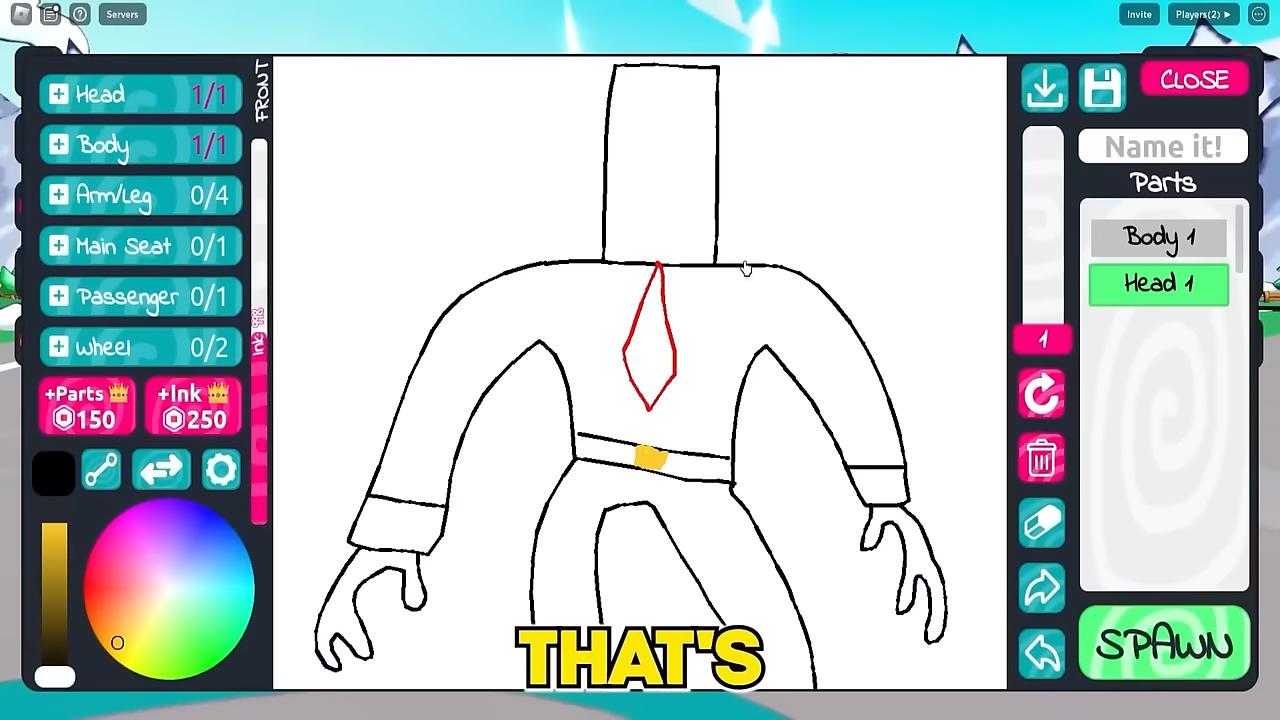 Servers
Invite
Players(2)
FRONT
Head 1/1
Body 1/1
Arm/Leg 0/4
Main Seat 0/1
Passenger 0/1
Wheel 0/2
+Parts
150
+Ink
250
CLOSE
Name it!
Parts
Body 1
Head 1
1
SPAWN
THAT'S